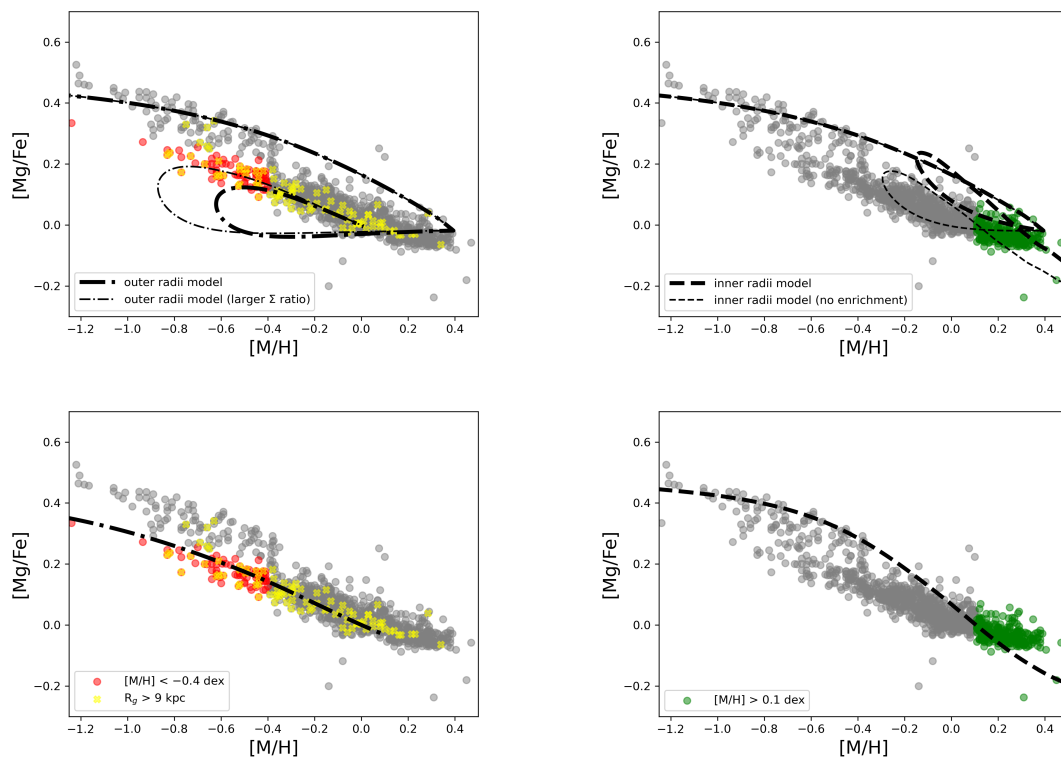 0.6
0.4
0.2
0.0
−0.2
[Mg/Fe]
outer radii model
outer radii model (larger Σ ratio)
−1.2 −1.0 −0.8 −0.6 −0.4 −0.2 0.0 0.2 0.4
[M/H]
0.6
0.4
0.2
0.0
−0.2
[Mg/Fe]
inner radii model
inner radii model (no enrichment)
−1.2 −1.0 −0.8 −0.6 −0.4 −0.2 0.0 0.2 0.4
[M/H]
0.6
0.4
0.2
0.0
−0.2
[Mg/Fe]
[M/H] < −0.4 dex
R_g > 9 kpc
−1.2 −1.0 −0.8 −0.6 −0.4 −0.2 0.0 0.2 0.4
[M/H]
0.6
0.4
0.2
0.0
−0.2
[Mg/Fe]
[M/H] > 0.1 dex
−1.2 −1.0 −0.8 −0.6 −0.4 −0.2 0.0 0.2 0.4
[M/H]